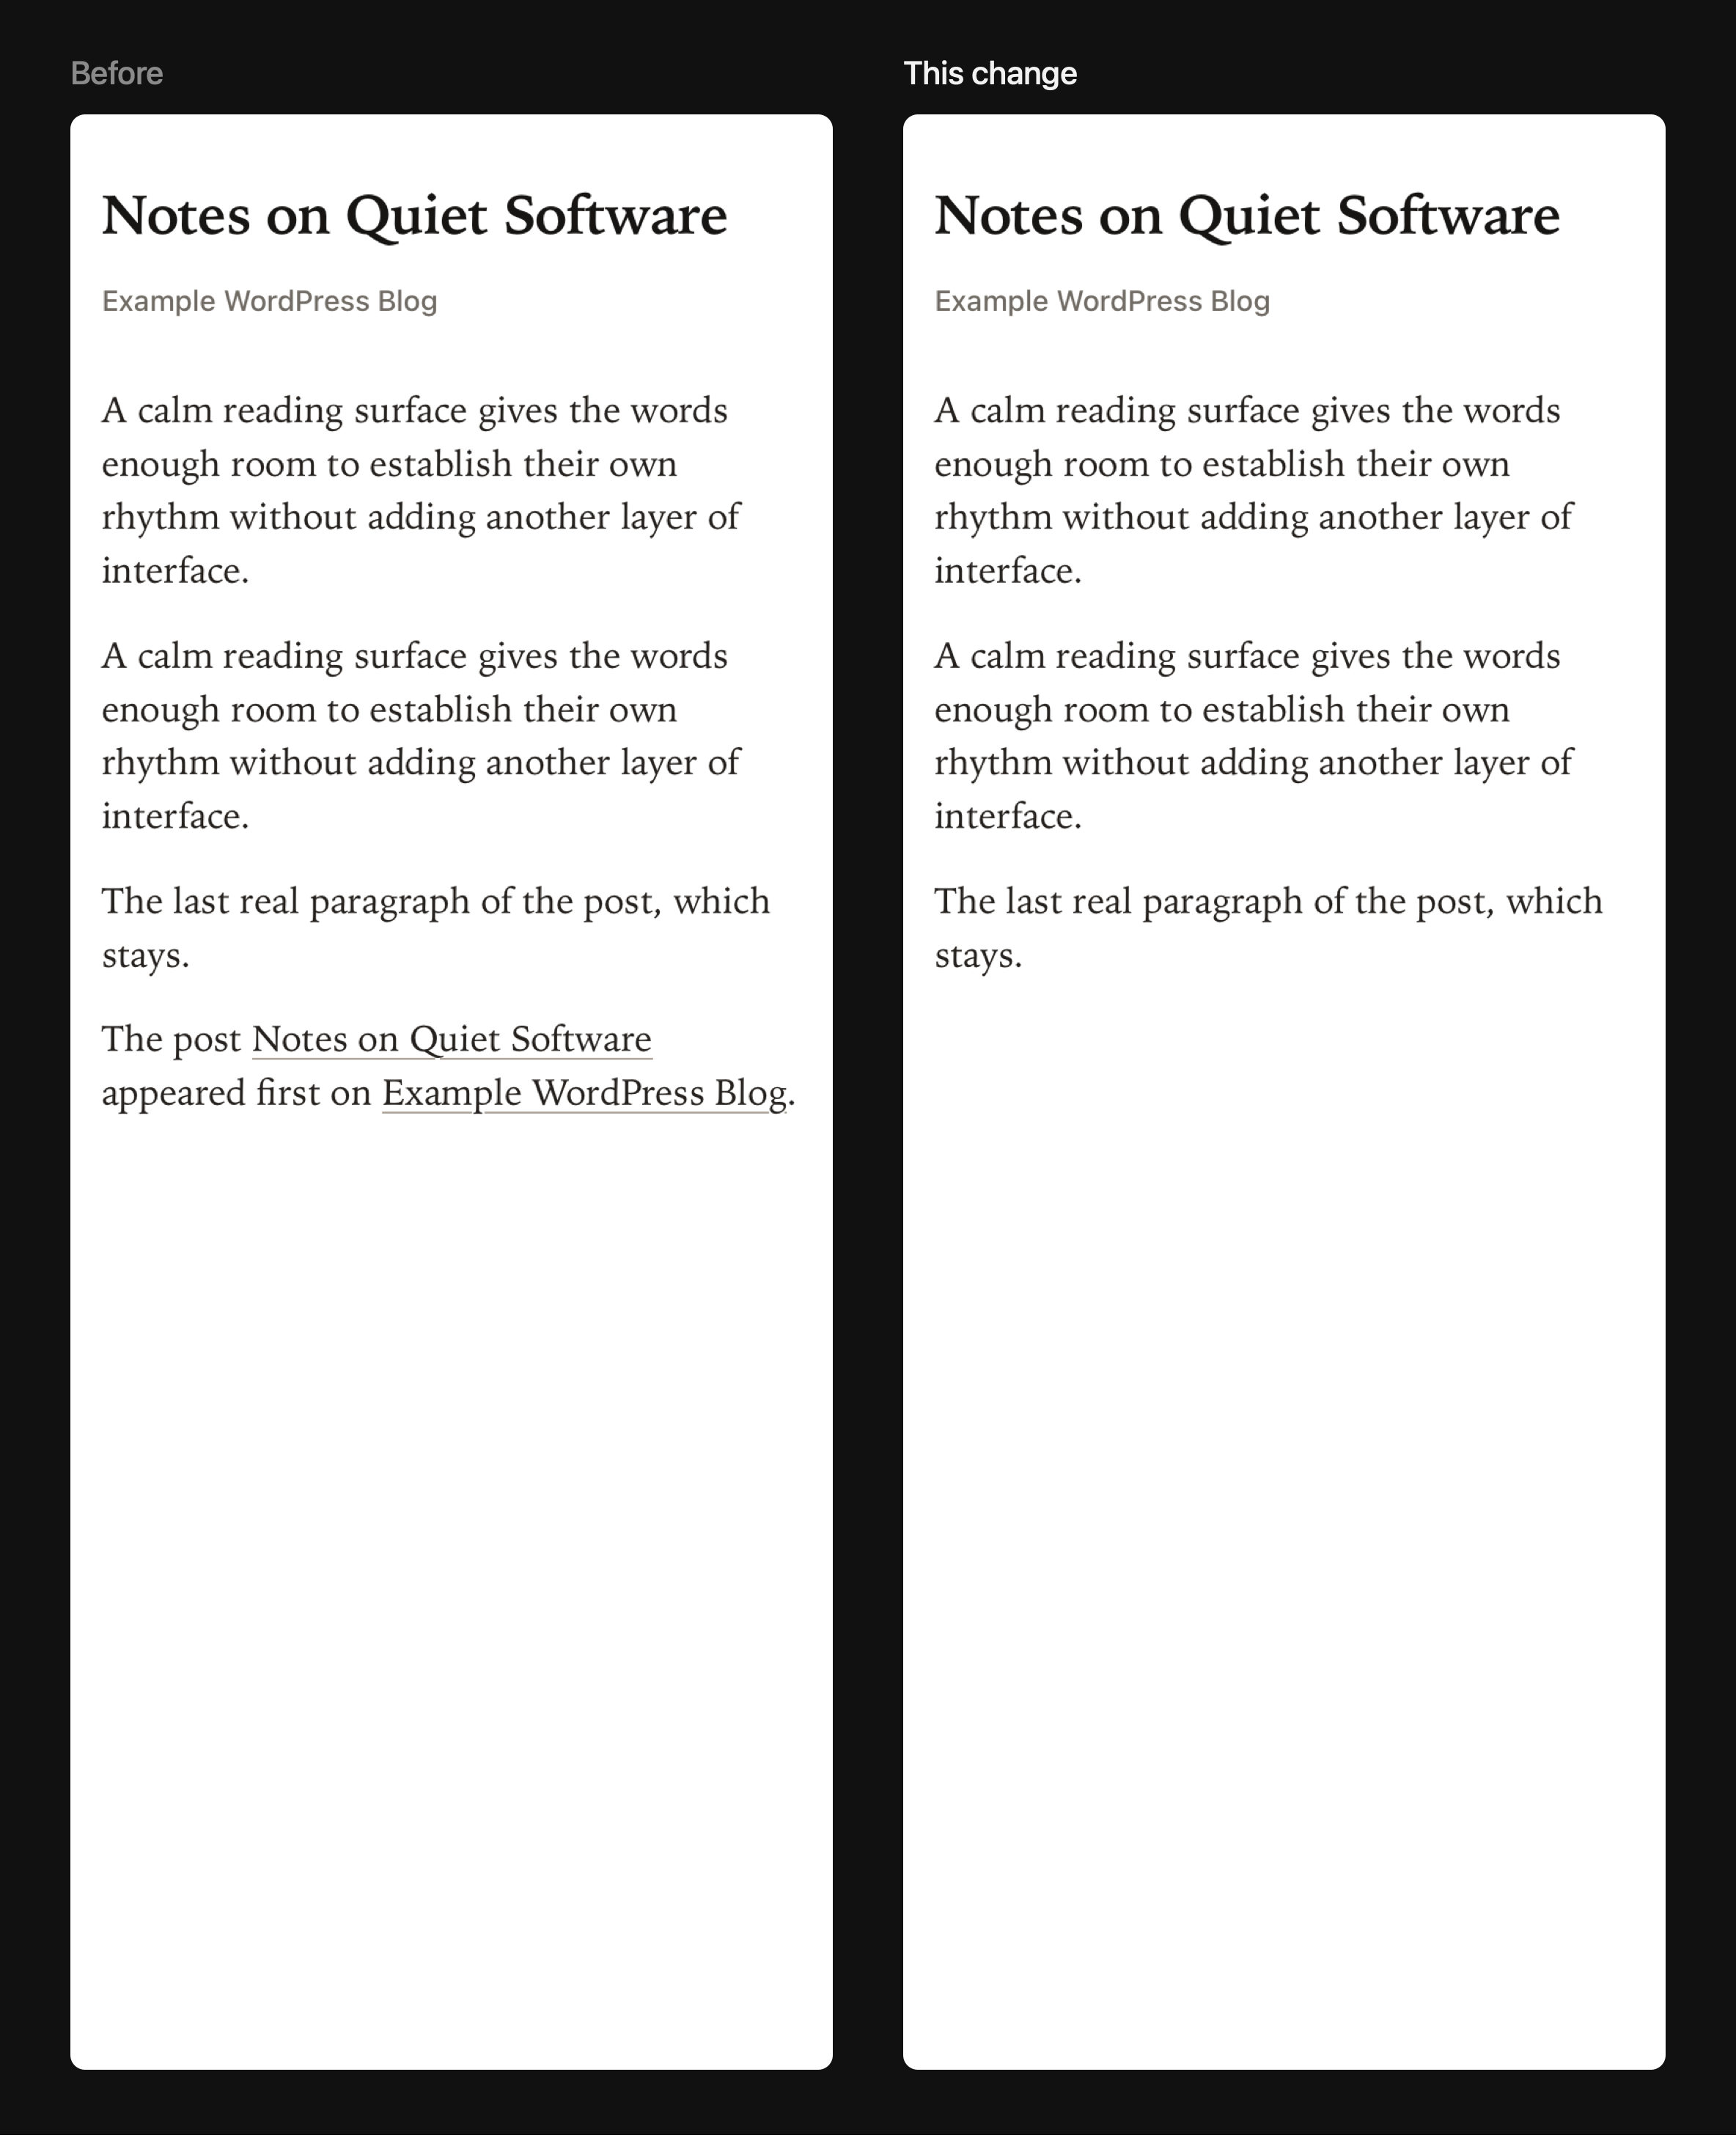 Before
Notes on Quiet Software
Example WordPress Blog
A calm reading surface gives the words
enough room to establish their own
rhythm without adding another layer of
interface.
A calm reading surface gives the words
enough room to establish their own
rhythm without adding another layer of
interface.
The last real paragraph of the post, which
stays.
The post Notes on Quiet Software
appeared first on Example WordPress Blog.
This change
Notes on Quiet Software
Example WordPress Blog
A calm reading surface gives the words
enough room to establish their own
rhythm without adding another layer of
interface.
A calm reading surface gives the words
enough room to establish their own
rhythm without adding another layer of
interface.
The last real paragraph of the post, which
stays.